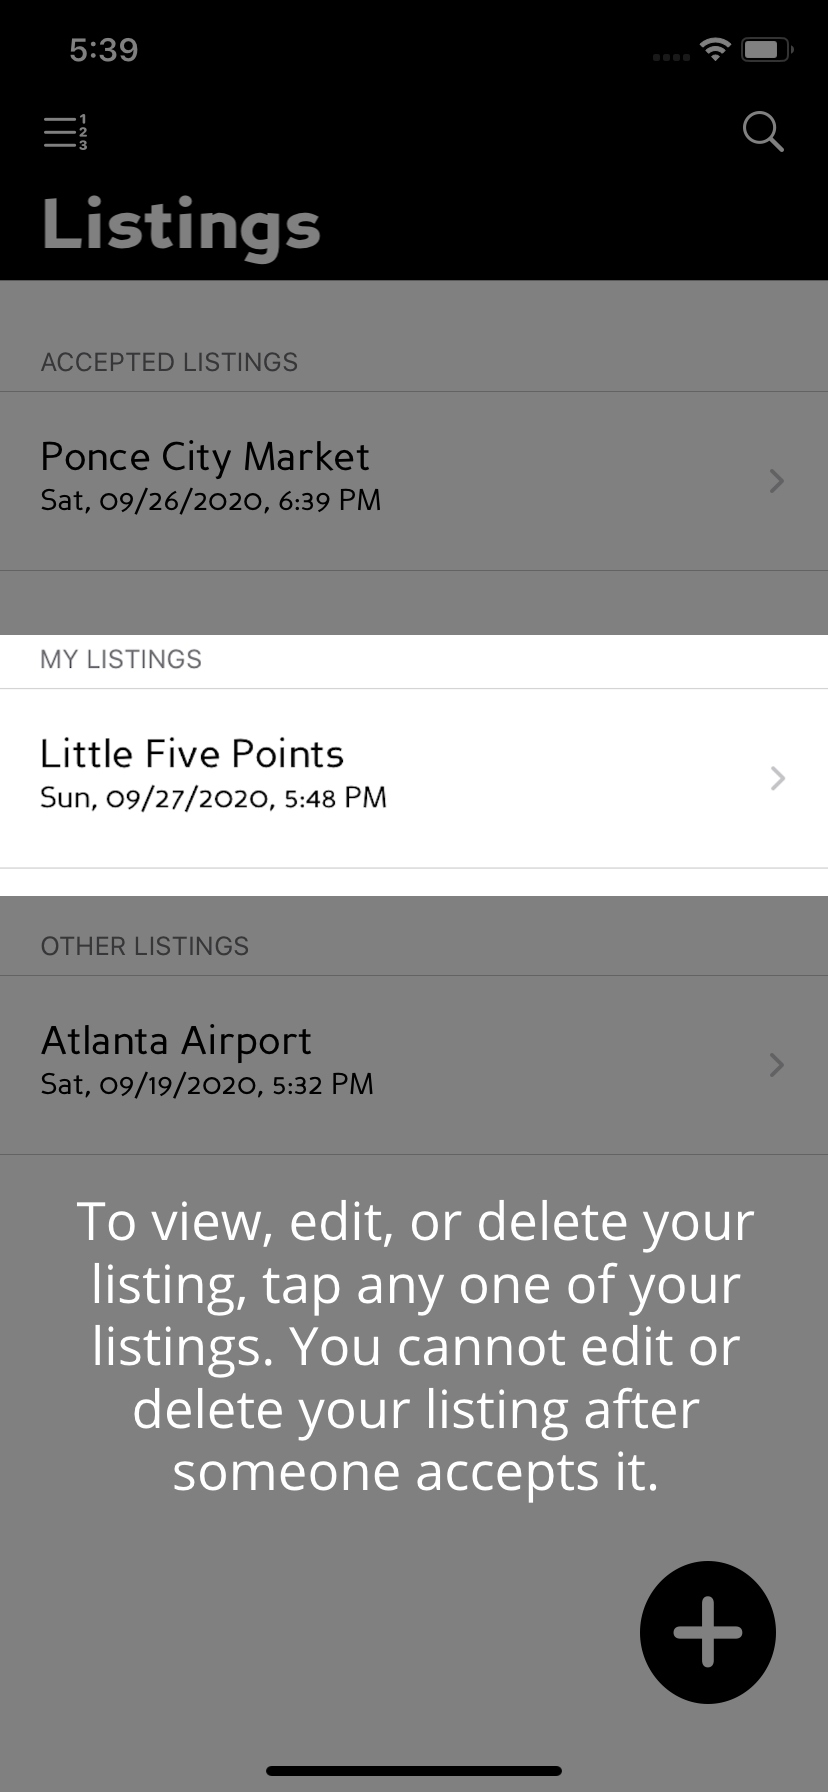 5:39
1
2
3
Listings
ACCEPTED LISTINGS
Ponce City Market
Sat, 09/26/2020, 6:39 PM
MY LISTINGS
Little Five Points
Sun, 09/27/2020, 5:48 PM
OTHER LISTINGS
Atlanta Airport
Sat, 09/19/2020, 5:32 PM
To view, edit, or delete your
listing, tap any one of your
listings. You cannot edit or
delete your listing after
someone accepts it.